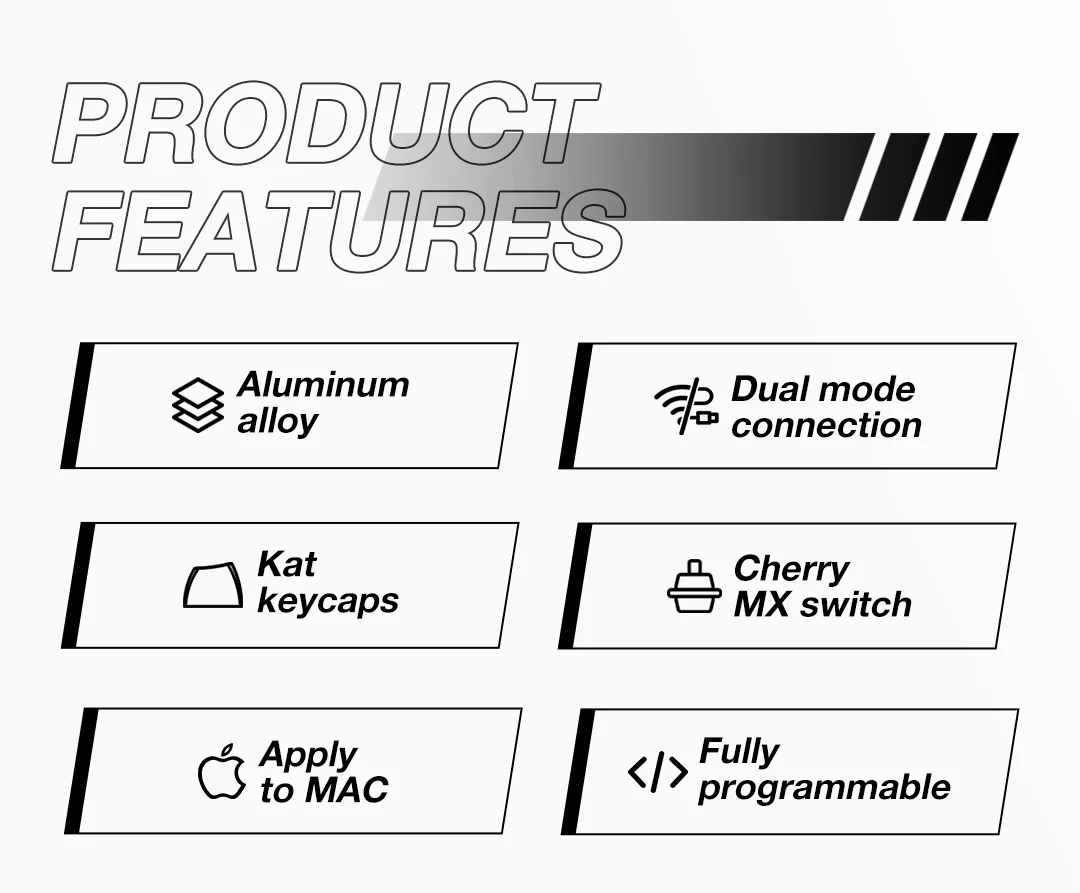 PRODUCT
FEATURES
Aluminum
alloy
Dual mode
connection
Kat
keycaps
Cherry
MX switch
Apply
to MAC
Fully
programmable